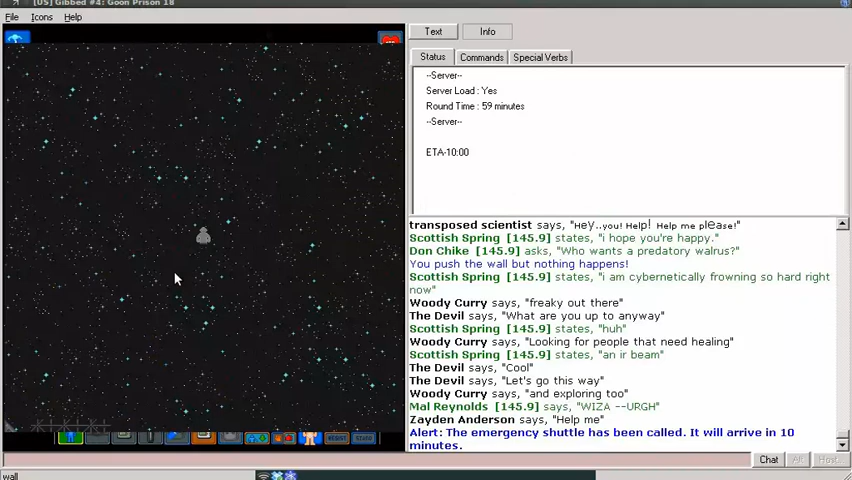 [US] Gibbed #4: Goon Prison 18
File Icons Help
Text Info
Status Commands Special Verbs
--Server--
Server Load : Yes
Round Time : 59 minutes
--Server--
ETA-10:00
transposed scientist says, "Hey..you! Help! Help me please!"
Scottish Spring [145.9] states, "i hope you're happy."
Don Chike [145.9] asks, "Who wants a predatory walrus?"
You push the wall but nothing happens!
Scottish Spring [145.9] states, "i am cybernetically frowning so hard right
now"
Woody Curry says, "freaky out there"
The Devil says, "What are you up to anyway"
Scottish Spring [145.9] states, "huh"
Woody Curry says, "Looking for people that need healing"
Scottish Spring [145.9] states, "an ir beam"
The Devil says, "Cool"
The Devil says, "Let's go this way"
Woody Curry says, "and exploring too"
Mal Reynolds [145.9] says, "WIZA --URGH"
Zayden Anderson says, "Help me"
Alert: The emergency shuttle has been called. It will arrive in 10
minutes.
Chat Alt Host..
wall